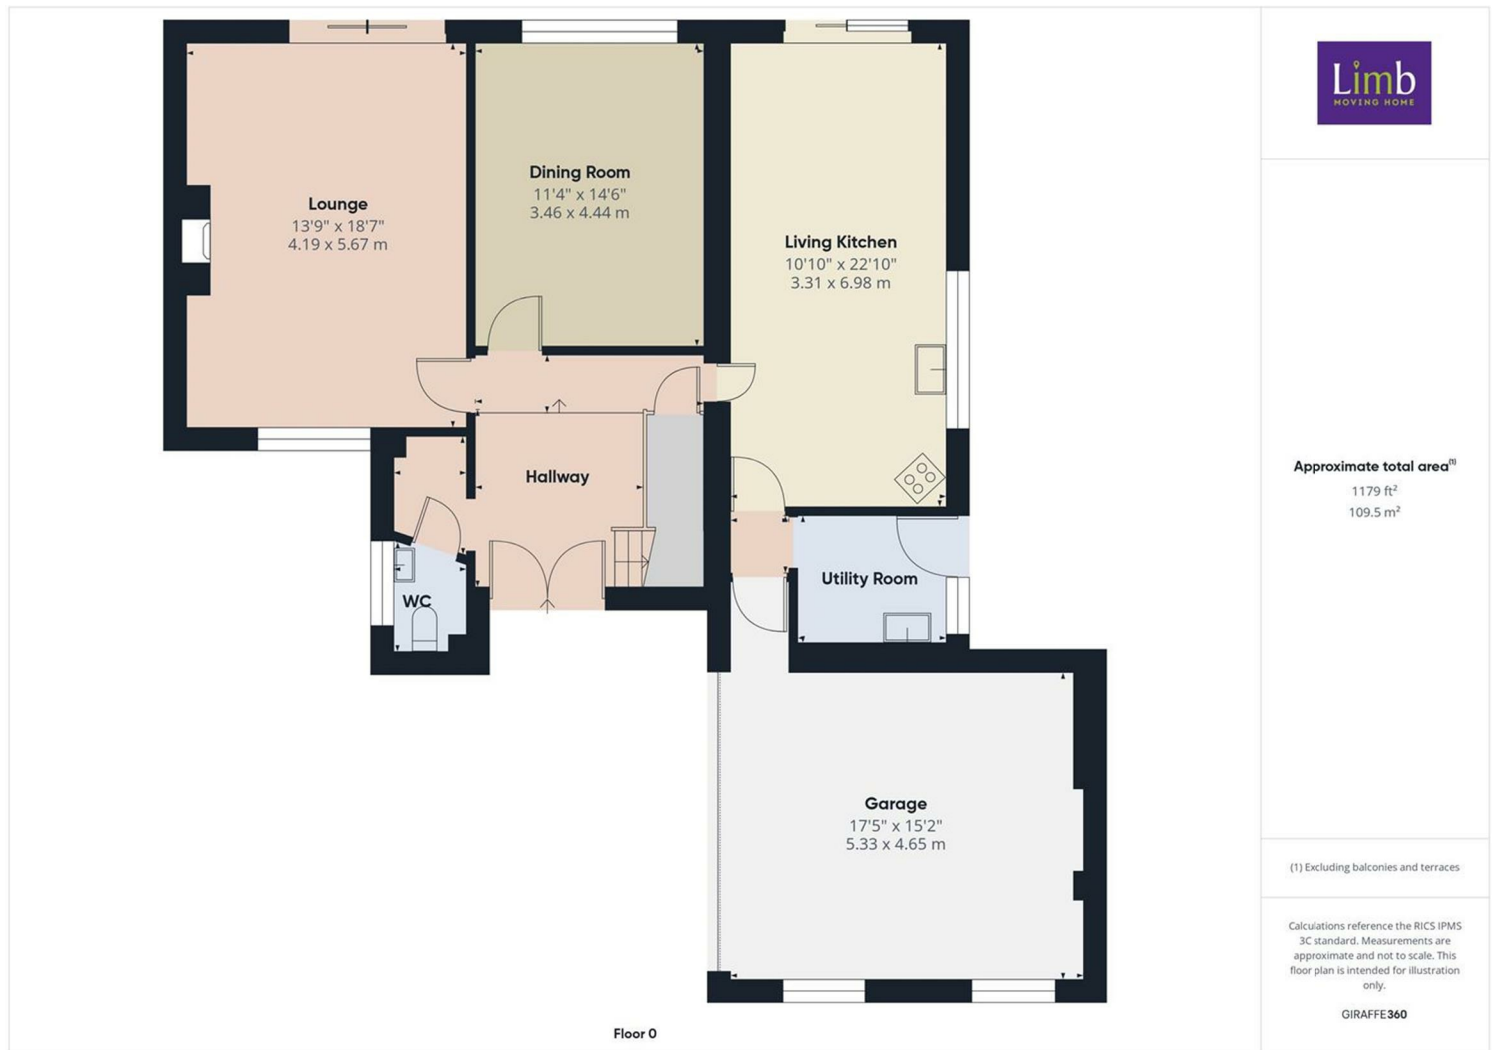 Lounge
13'9" x 18'7"
4.19 x 5.67 m
Dining Room
11'4" x 14'6"
3.46 x 4.44 m
Living Kitchen
10'10" x 22'10"
3.31 x 6.98 m
Hallway
WC
Utility Room
Garage
17'5" x 15'2"
5.33 x 4.65 m
Floor 0
Limb
MOVING HOME
Approximate total area⁽¹⁾
1179 ft²
109.5 m²
(1) Excluding balconies and terraces
Calculations reference the RICS IPMS
3C standard. Measurements are
approximate and not to scale. This
floor plan is intended for illustration
only.
GIRAFFE360